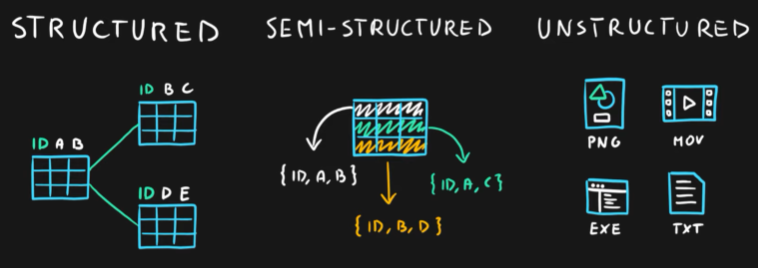 STRUCTURED
SEMI-STRUCTURED
UNSTRUCTURED
ID B C
ID A B
ID D E
{ID, A, B}
{ID, A, C}
{ID, B, D}
PNG
MOV
EXE
TXT